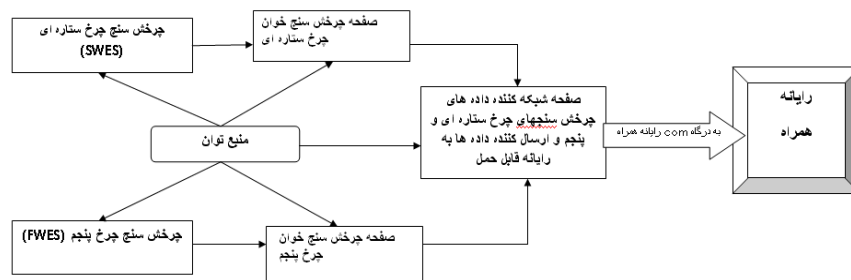 چرخش سنج چرخ ستاره ای
(SWES)
صفحه چرخش سنج خوان
چرخ ستاره ای
صفحه شبکه کننده داده های
چرخش سنجهای چرخ ستاره ای و
پنجم و ارسال کننده داده ها به
رایانه قابل حمل
به درگاه com رایانه همراه
رایانه
همراه
منبع توان
چرخش سنج چرخ پنجم (FWES)
صفحه چرخش سنج خوان
چرخ پنجم